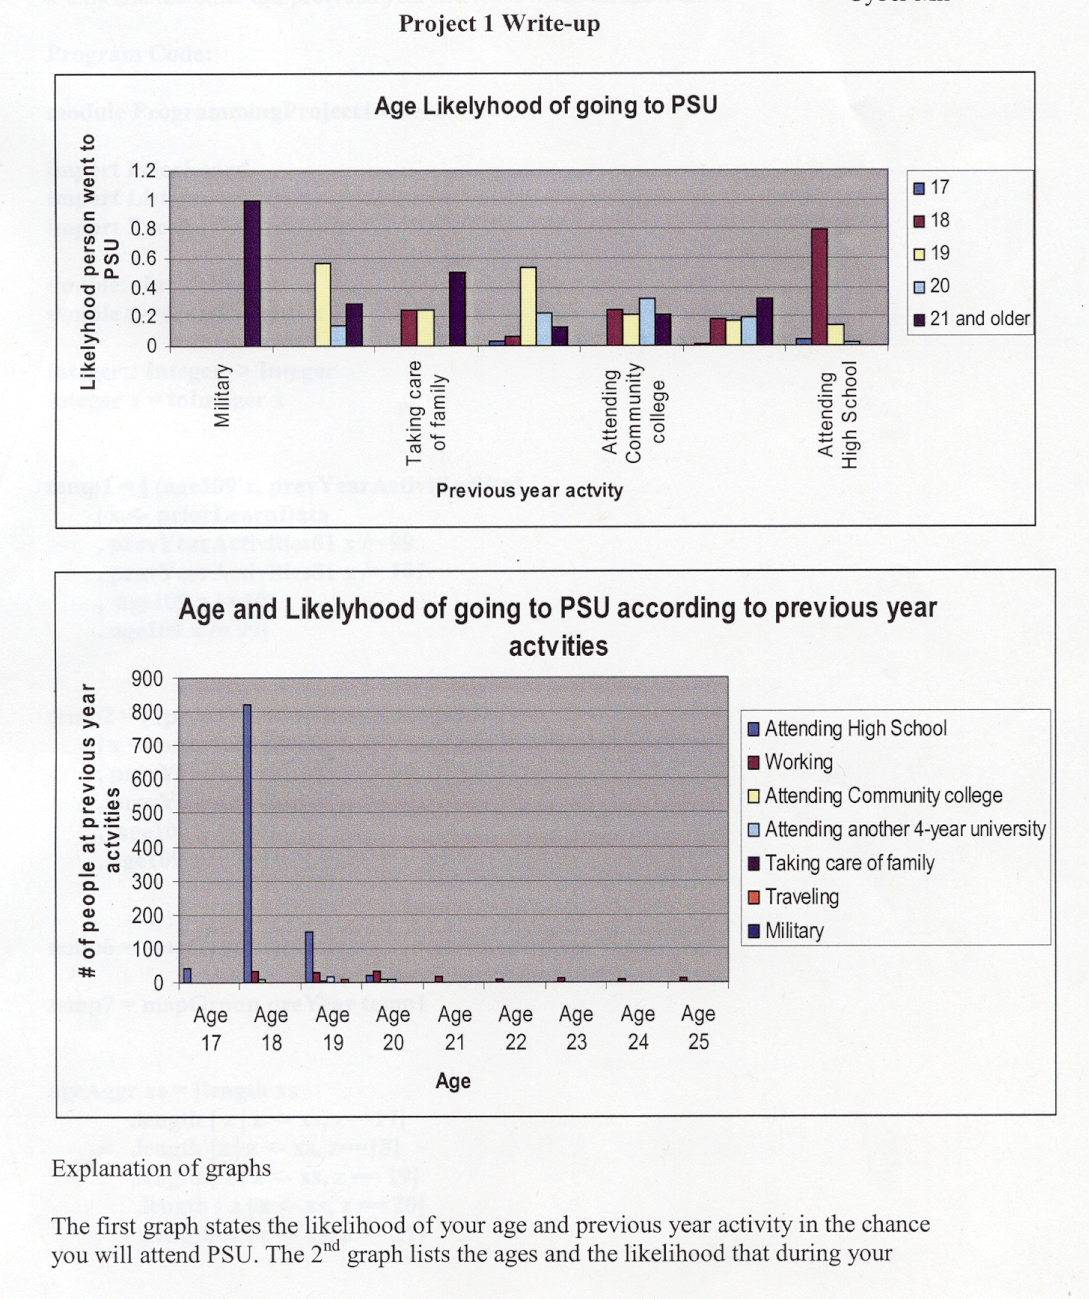 Project 1 Write-up
Program Code:
Age Likelyhood of going to PSU
Likelyhood person went to
PSU
1.2
1
0.8
0.6
0.4
0.2
0
17
18
19
20
21 and older
Military
Taking care
of family
Attending
Community
college
Attending
High School
Previous year actvity
Age and Likelyhood of going to PSU according to previous year
actvities
# of people at previous year
actvities
900
800
700
600
500
400
300
200
100
0
Attending High School
Working
Attending Community college
Attending another 4-year university
Taking care of family
Traveling
Military
Age
17
Age
18
Age
19
Age
20
Age
21
Age
22
Age
23
Age
24
Age
25
Age
Explanation of graphs
The first graph states the likelihood of your age and previous year activity in the chance
you will attend PSU. The 2nd graph lists the ages and the likelihood that during your